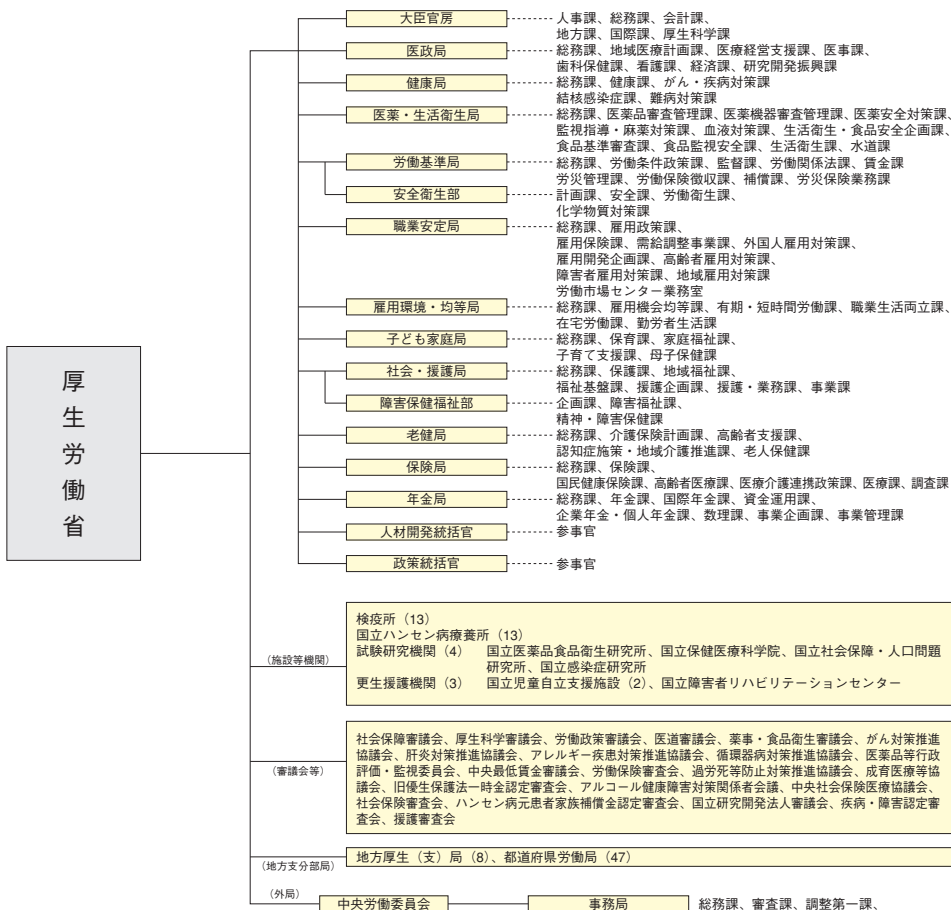 厚生労働省
大臣官房 人事課、総務課、会計課、
地方課、国際課、厚生科学課
医政局 総務課、地域医療計画課、医療経営支援課、医事課、
歯科保健課、看護課、経済課、研究開発振興課
健康局 総務課、健康課、がん・疾病対策課
結核感染症課、難病対策課
医薬・生活衛生局 総務課、医薬品審査管理課、医薬機器審査管理課、医薬安全対策課、
監視指導・麻薬対策課、血液対策課、生活衛生・食品安全企画課、
食品基準審査課、食品監視安全課、生活衛生課、水道課
労働基準局 総務課、労働条件政策課、監督課、労働関係法課、賃金課
労災管理課、労働保険徴収課、補償課、労災保険業務課
安全衛生部 計画課、安全課、労働衛生課、
化学物質対策課
職業安定局 総務課、雇用政策課、
雇用保険課、需給調整事業課、外国人雇用対策課、
雇用開発企画課、高齢者雇用対策課、
障害者雇用対策課、地域雇用対策課
労働市場センター業務室
雇用環境・均等局 総務課、雇用機会均等課、有期・短時間労働課、職業生活両立課、
在宅労働課、勤労者生活課
子ども家庭局 総務課、保育課、家庭福祉課、
子育て支援課、母子保健課
社会・援護局 総務課、保護課、地域福祉課、
福祉基盤課、援護企画課、援護・業務課、事業課
障害保健福祉部 企画課、障害福祉課、
精神・障害保健課
老健局 総務課、介護保険計画課、高齢者支援課、
認知症施策・地域介護推進課、老人保健課
保険局 総務課、保険課、
国民健康保険課、高齢者医療課、医療介護連携政策課、医療課、調査課
年金局 総務課、年金課、国際年金課、資金運用課、
企業年金・個人年金課、数理課、事業企画課、事業管理課
人材開発統括官 参事官
政策統括官 参事官
(施設等機関)
検疫所(13)
国立ハンセン病療養所(13)
試験研究機関(4) 国立医薬品食品衛生研究所、国立保健医療科学院、国立社会保障・人口問題
研究所、国立感染症研究所
更生援護機関(3) 国立児童自立支援施設(2)、国立障害者リハビリテーションセンター
(審議会等)
社会保障審議会、厚生科学審議会、労働政策審議会、医道審議会、薬事・食品衛生審議会、がん対策推進
協議会、肝炎対策推進協議会、アレルギー疾患対策推進協議会、循環器病対策推進協議会、医薬品等行政
評価・監視委員会、中央最低賃金審議会、労働保険審査会、過労死等防止対策推進協議会、成育医療等協
議会、旧優生保護法一時金認定審査会、アルコール健康障害対策関係者会議、中央社会保険医療協議会、
社会保険審査会、ハンセン病元患者家族補償金認定審査会、国立研究開発法人審議会、疾病・障害認定審
査会、援護審査会
(地方支分部局) 地方厚生(支)局(8)、都道府県労働局(47)
(外局) 中央労働委員会 事務局 総務課、審査課、調整第一課、